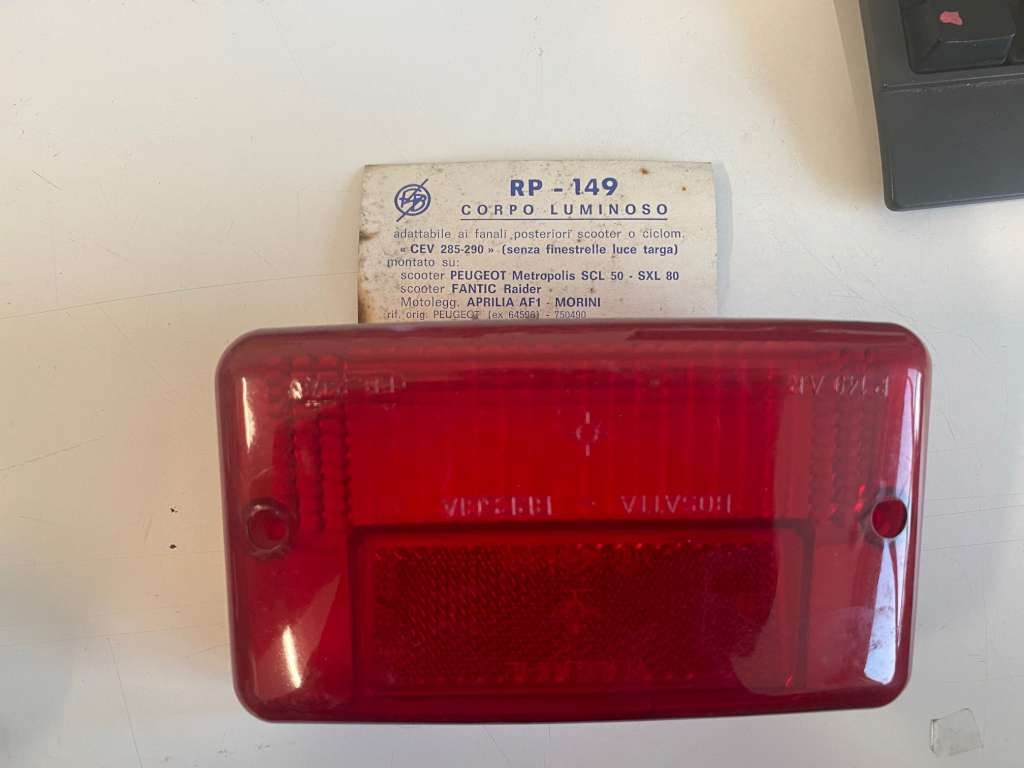 RP - 149
CORPO LUMINOSO
adattabile ai fanali posteriori scooter o ciclom.
« CEV 285-290 » (senza finestrelle luce targa)
montato su:
scooter PEUGEOT Metropolis SCL 50 - SXL 80
scooter FANTIC Raider
Motolegg. APRILIA AF1 - MORINI
rif. orig. PEUGEOT (ex 64596) - 750490